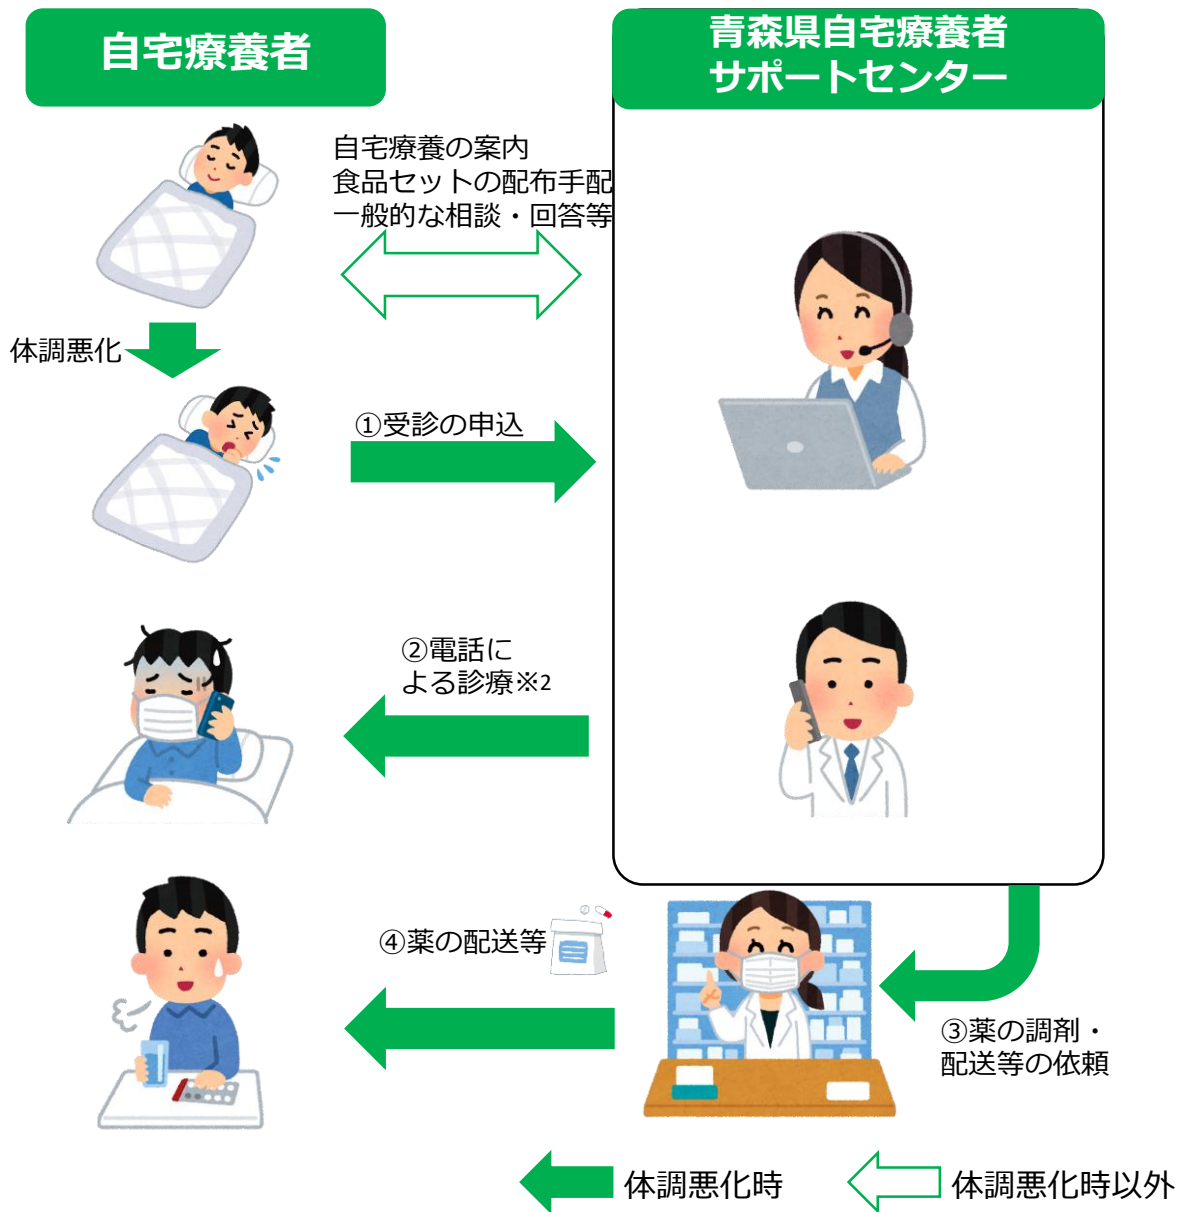 自宅療養者
青森県自宅療養者
サポートセンター
自宅療養の案内
食品セットの配布手配
一般的な相談・回答等
体調悪化
①受診の申込
②電話に
よる診療※2
④薬の配送等
③薬の調剤・
配送等の依頼
体調悪化時
体調悪化時以外